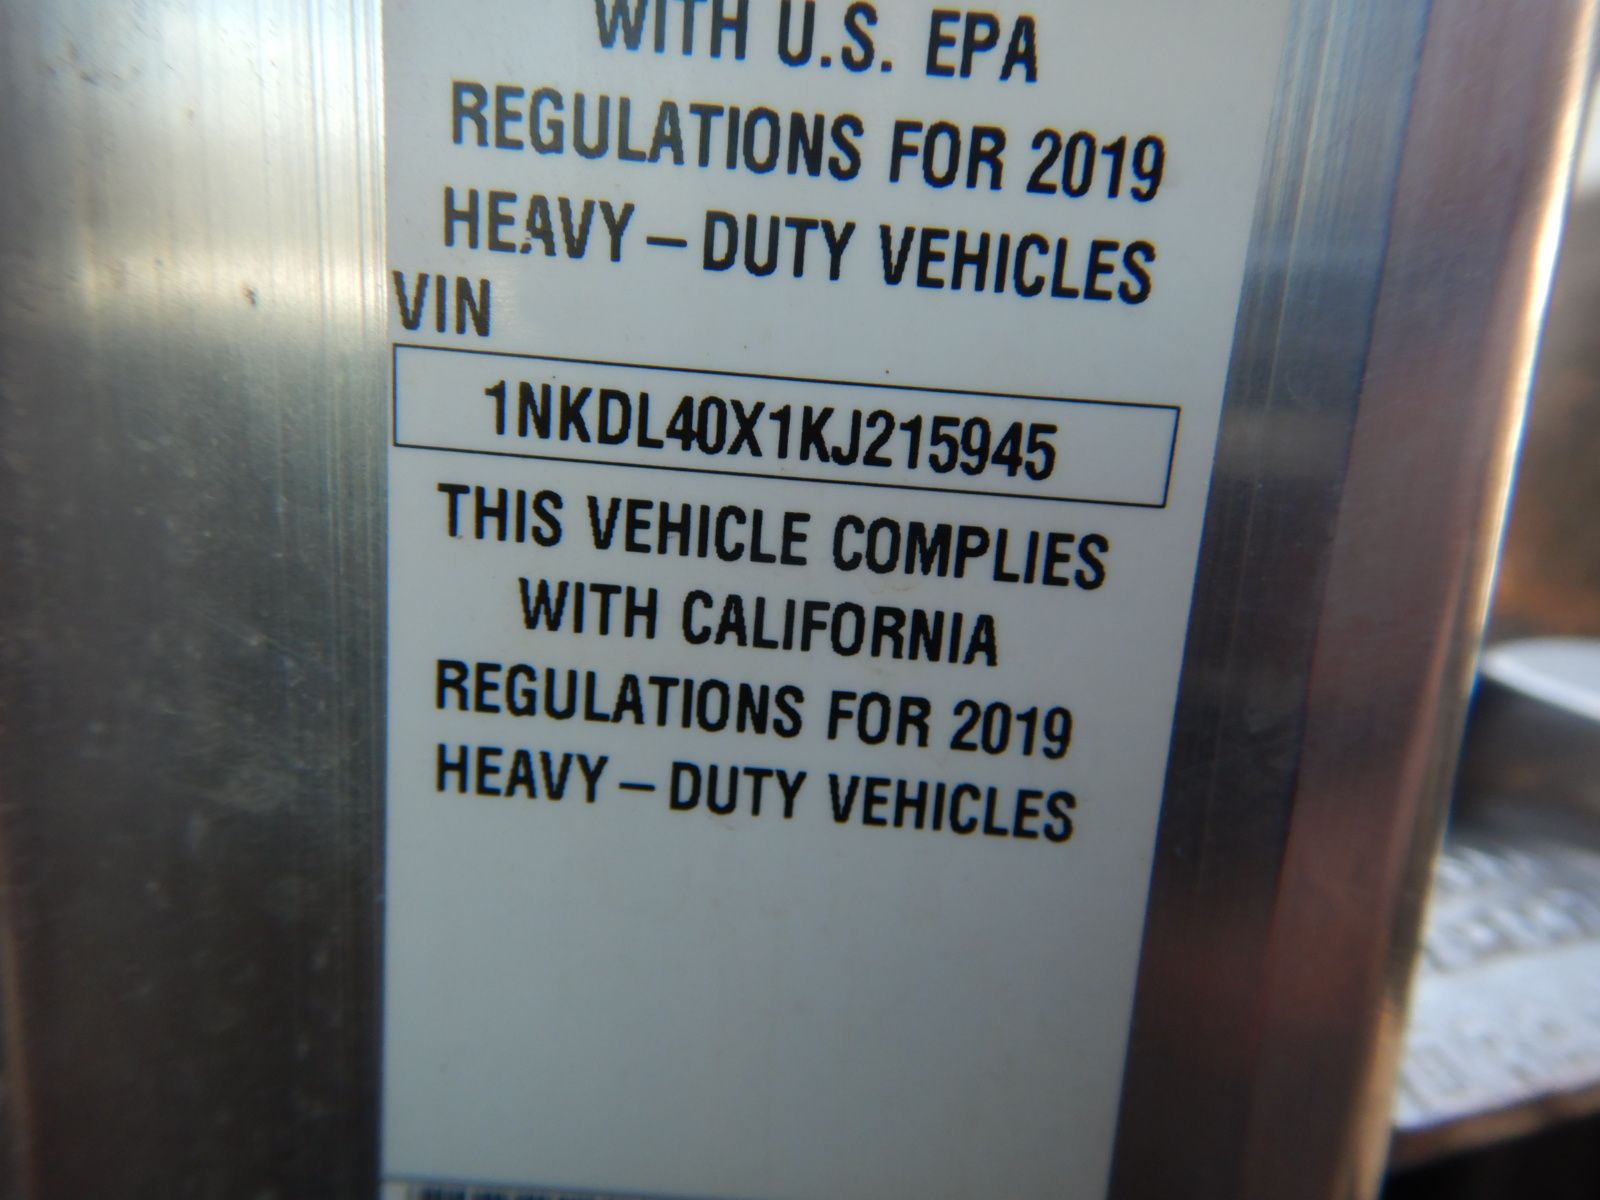 WITH U.S. EPA
REGULATIONS FOR 2019
HEAVY – DUTY VEHICLES
VIN
1NKDL40X1KJ215945
THIS VEHICLE COMPLIES
WITH CALIFORNIA
REGULATIONS FOR 2019
HEAVY – DUTY VEHICLES